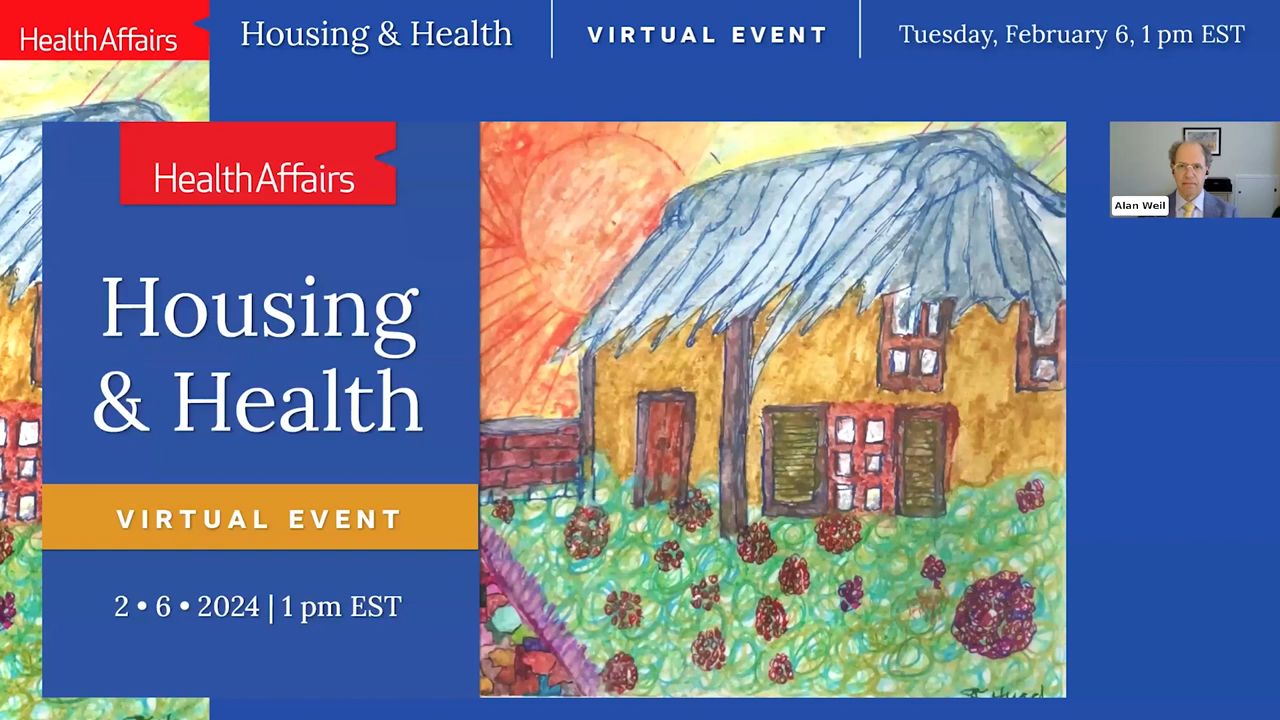 HealthAffairs
Housing & Health
VIRTUAL EVENT
Tuesday, February 6, 1 pm EST
HealthAffairs
Housing
& Health
VIRTUAL EVENT
2 • 6 • 2024 | 1 pm EST
Alan Weil